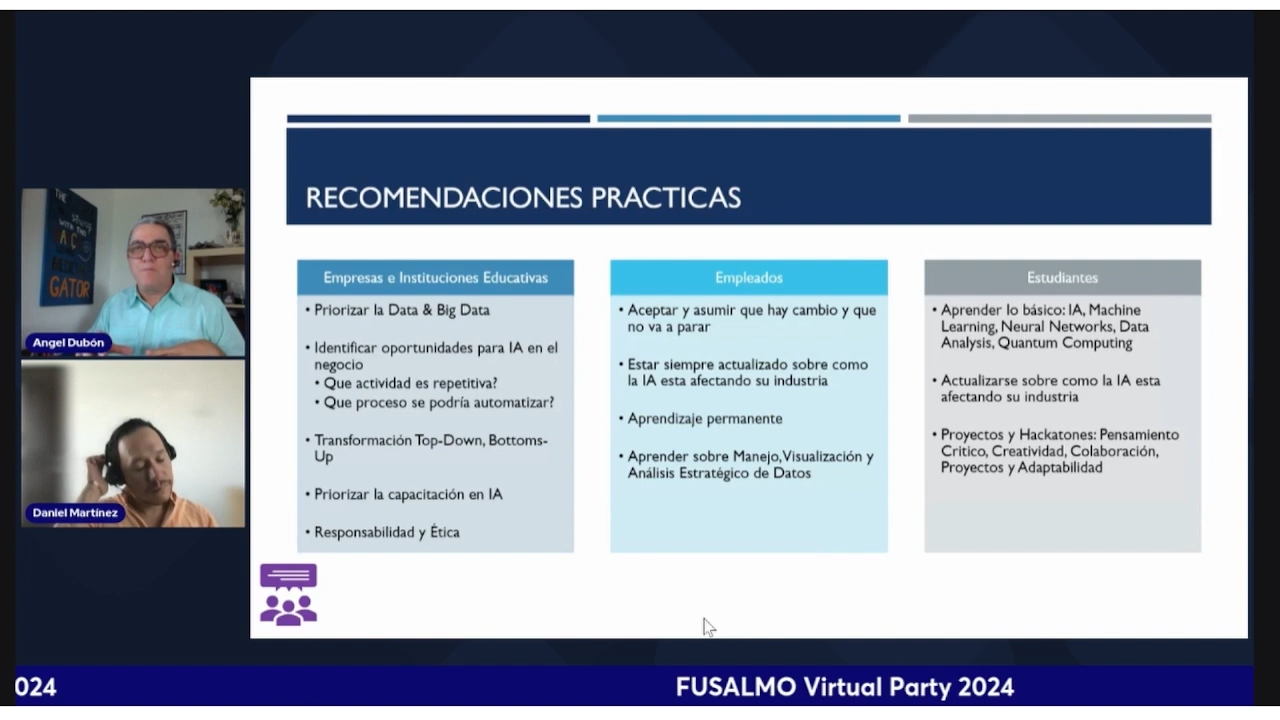 THE
GATOR
Angel Dubón
Daniel Martínez
RECOMENDACIONES PRACTICAS
Empresas e Instituciones Educativas
• Priorizar la Data & Big Data
• Identificar oportunidades para IA en el
negocio
• Que actividad es repetitiva?
• Que proceso se podría automatizar?
• Transformación Top-Down, Bottoms-
Up
• Priorizar la capacitación en IA
• Responsabilidad y Ética
Empleados
• Aceptar y asumir que hay cambio y que
no va a parar
• Estar siempre actualizado sobre como
la IA esta afectando su industria
• Aprendizaje permanente
• Aprender sobre Manejo, Visualización y
Análisis Estratégico de Datos
Estudiantes
• Aprender lo básico: IA, Machine
Learning, Neural Networks, Data
Analysis, Quantum Computing
• Actualizarse sobre como la IA esta
afectando su industria
• Proyectos y Hackatones: Pensamiento
Critico, Creatividad, Colaboración,
Proyectos y Adaptabilidad
024
FUSALMO Virtual Party 2024